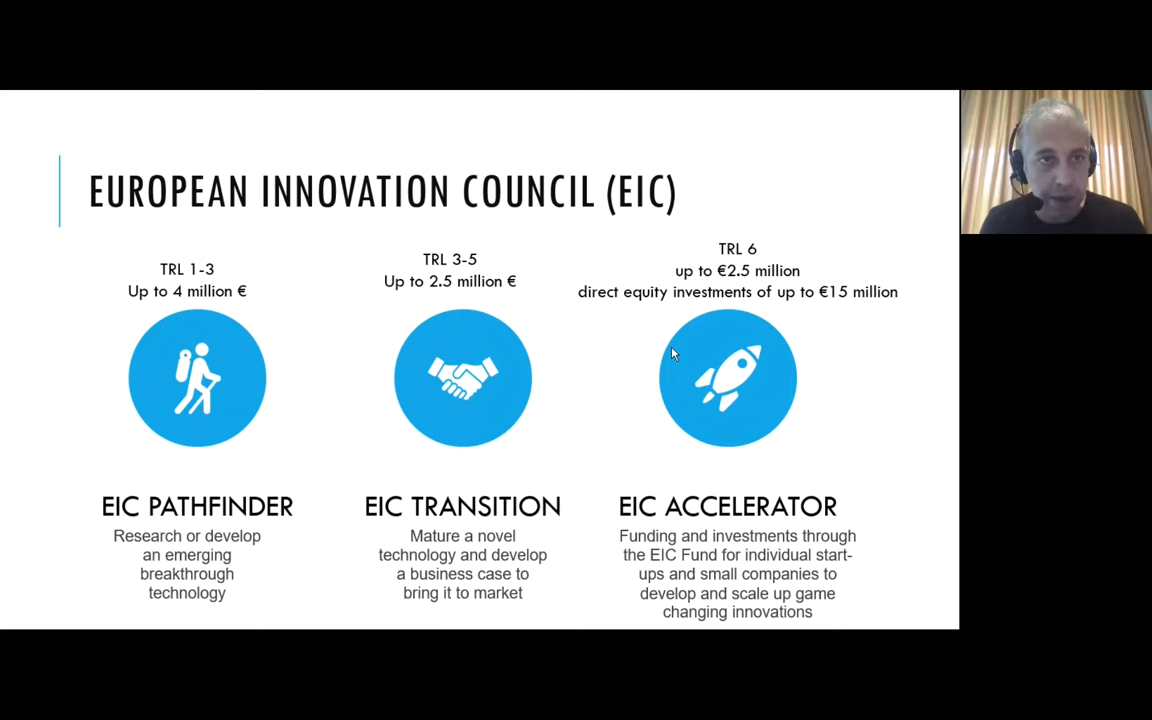 EUROPEAN INNOVATION COUNCIL (EIC)
TRL 1-3
Up to 4 million €
TRL 3-5
Up to 2.5 million €
TRL 6
up to €2.5 million
direct equity investments of up to €15 million
EIC PATHFINDER
Research or develop
an emerging
breakthrough
technology
EIC TRANSITION
Mature a novel
technology and develop
a business case to
bring it to market
EIC ACCELERATOR
Funding and investments through
the EIC Fund for individual start-
ups and small companies to
develop and scale up game
changing innovations